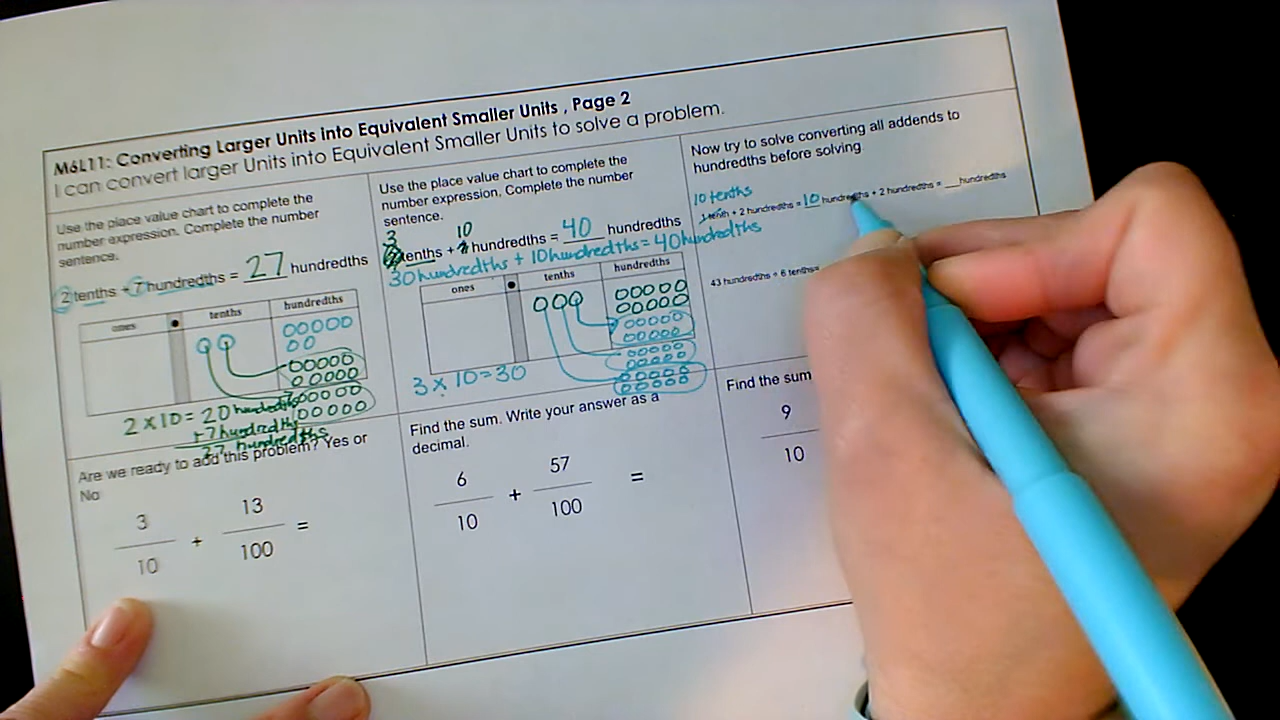 M6L11: Converting Larger Units into Equivalent Smaller Units , Page 2
I can convert larger Units into Equivalent Smaller Units to solve a problem.
Use the place value chart to complete the
number expression. Complete the number
sentence.
2 tenths + 7 hundredths = 27 hundredths
ones tenths hundredths
2 x 10 = 20 hundredths
+7 hundredths
27 hundredths
Use the place value chart to complete the
number expression. Complete the number
sentence.
3 10
tenths + hundredths = 40 hundredths
30 hundredths + 10 hundredths = 40 hundredths
ones tenths hundredths
3 x 10 = 30
Now try to solve converting all addends to
hundredths before solving
10 tenths
1 tenth + 2 hundredths = 10 hundredths + 2 hundredths = __hundredths
43 hundredths + 6 tenths=
Are we ready to add this problem? Yes or
No
3/10 + 13/100 =
Find the sum. Write your answer as a
decimal.
6/10 + 57/100 =
Find the sum
9/10